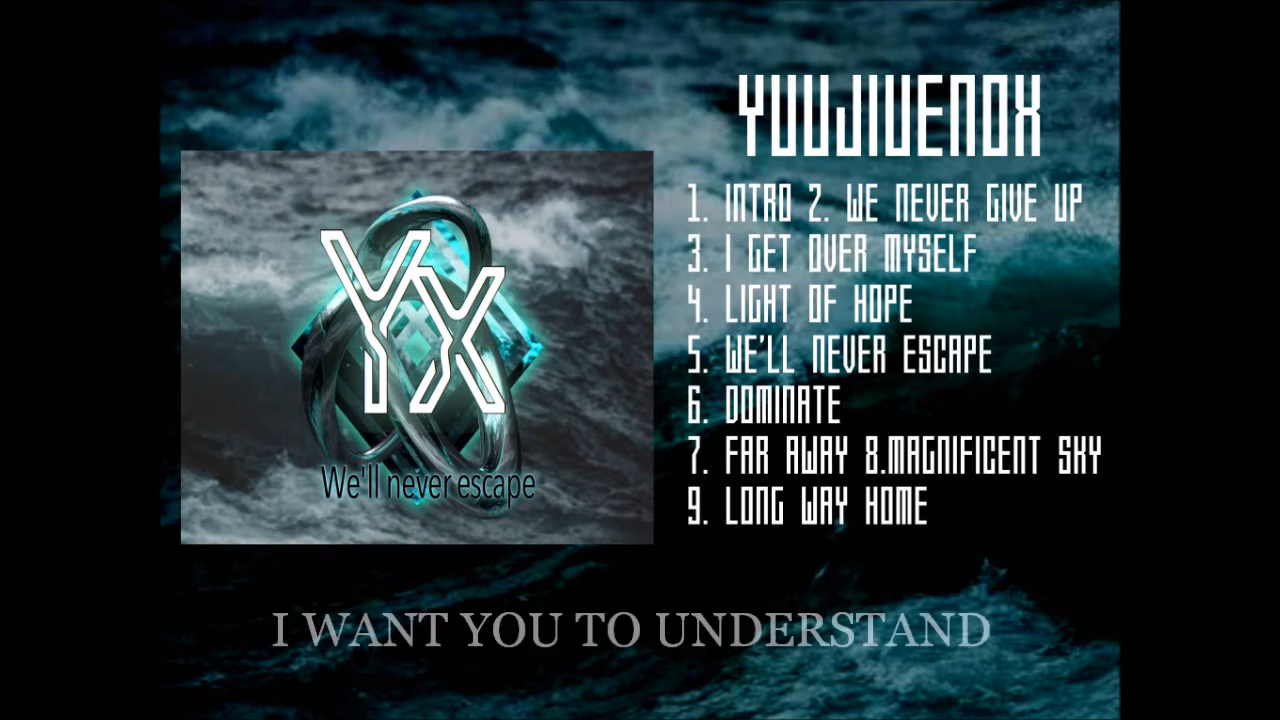 YUUJIUENOX
1. INTRO 2. WE NEVER GIVE UP
3. I GET OVER MYSELF
4. LIGHT OF HOPE
5. WE'LL NEVER ESCAPE
6. DOMINATE
7. FAR AWAY 8.MAGNIFICENT SKY
9. LONG WAY HOME
YX
We'll never escape
I WANT YOU TO UNDERSTAND